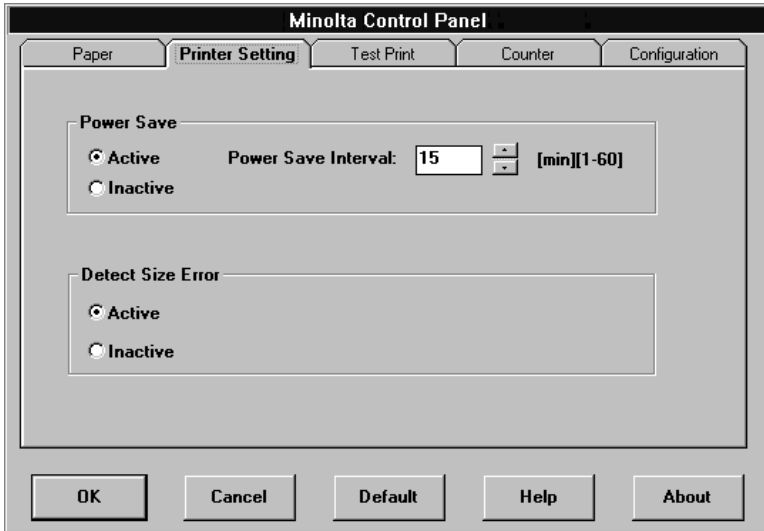 Minolta Control Panel
Paper Printer Setting Test Print Counter Configuration
Power Save
Active Power Save Interval: 15 [min][1-60]
Inactive
Detect Size Error
Active
Inactive
OK Cancel Default Help About